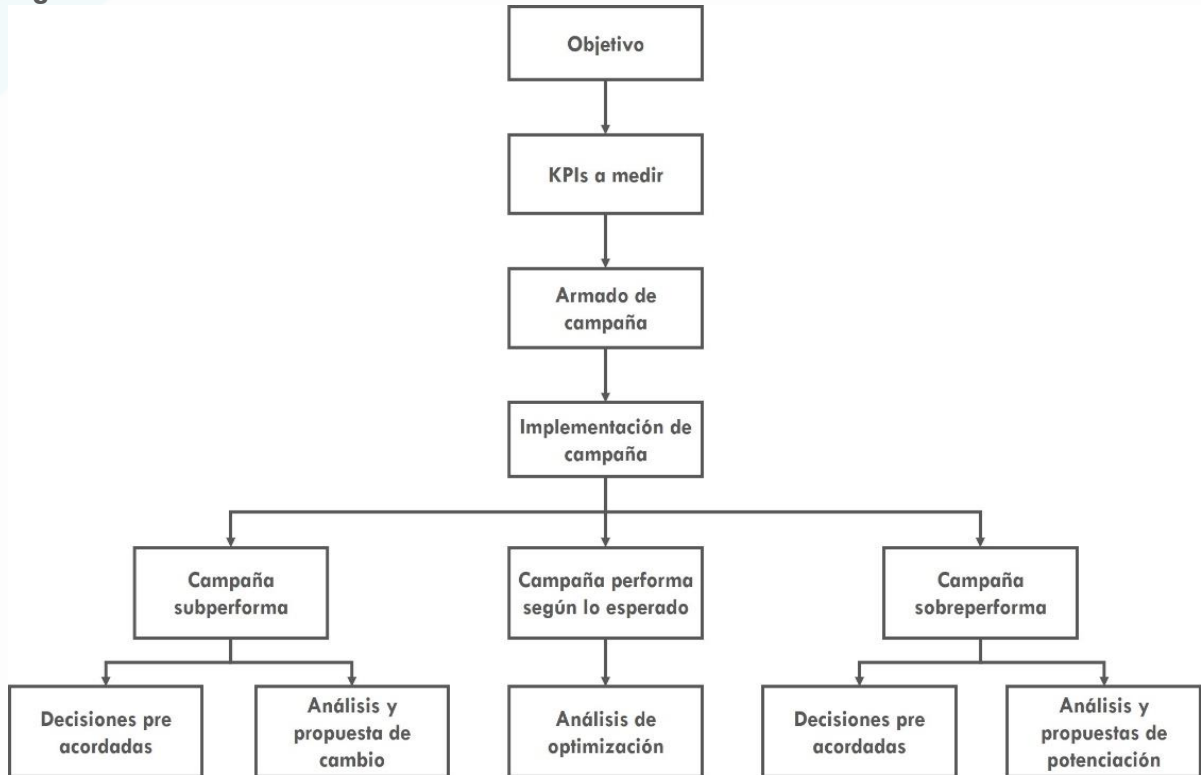 Objetivo
KPIs a medir
Armado de
campaña
Implementación de
campaña
Campaña
subperforma
Campaña performa
según lo esperado
Campaña
sobreperforma
Decisiones pre
acordadas
Análisis y
propuesta de
cambio
Análisis de
optimización
Decisiones pre
acordadas
Análisis y
propuestas de
potenciación